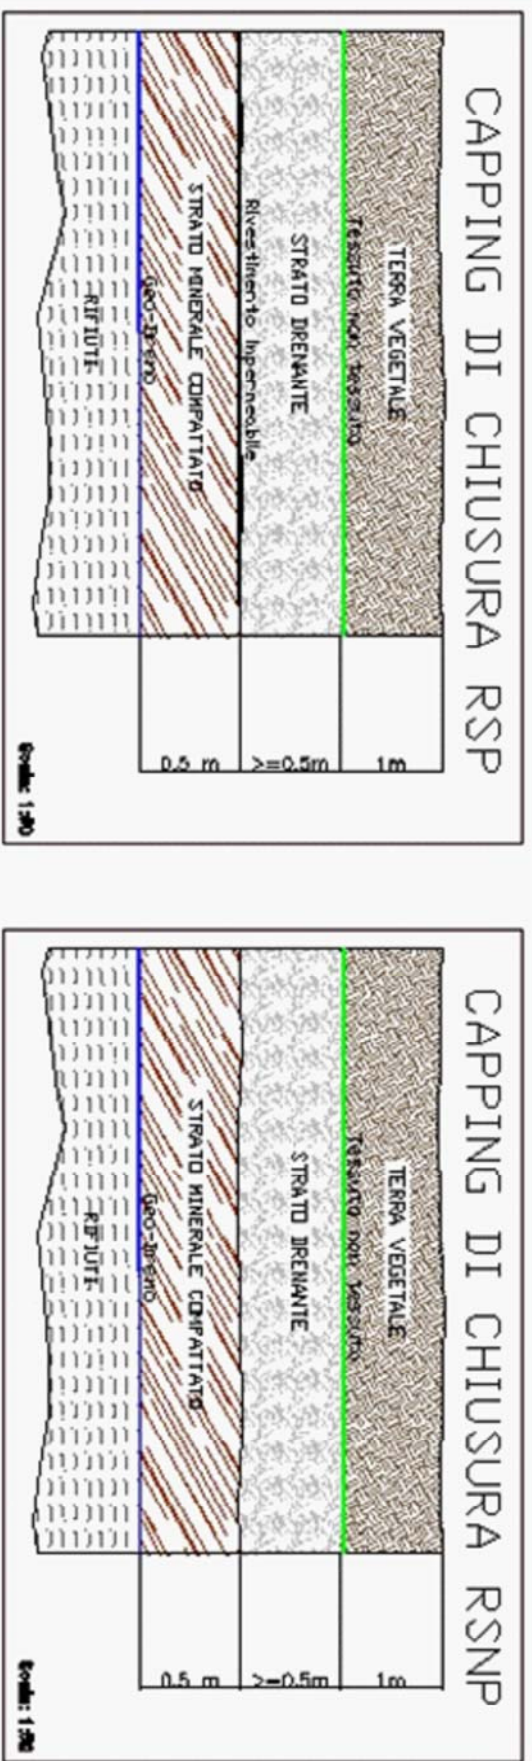 CAPPING DI CHIUSURA RSP
TERRA VEGETALE
Tessuto non tessuto
STRATO DRENANTE
Rivestimento Inpermeabile
STRATO MINERALE COMPATTATO
Geo-Dreno
RIFIUTI
1m
>=0.5m
0.5 m
CAPPING DI CHIUSURA RSNP
TERRA VEGETALE
Tessuto non tessuto
STRATO DRENANTE
STRATO MINERALE COMPATTATO
Geo-Dreno
RIFIUTI
1m
>=0.5m
0.5 m